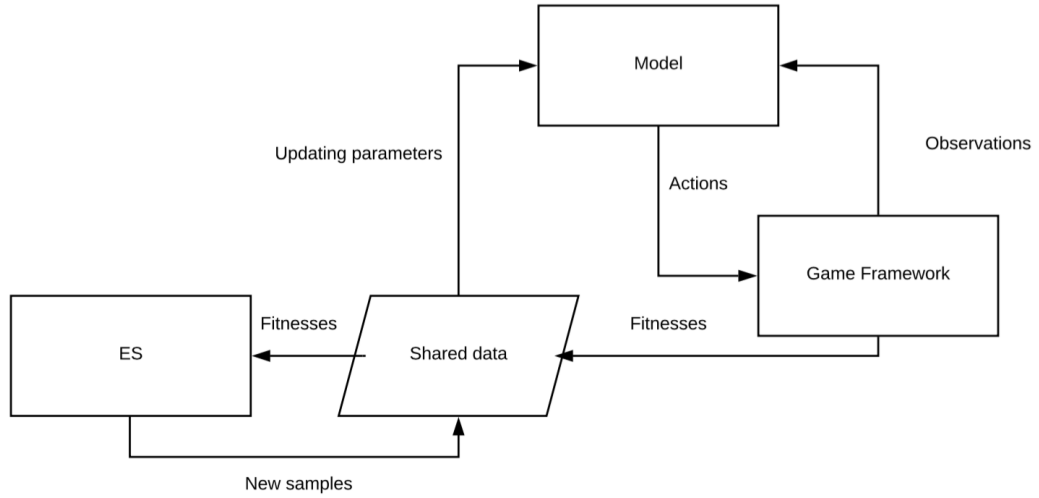 Model
Observations
Updating parameters
Actions
Game Framework
Fitnesses
Fitnesses
ES
Shared data
New samples